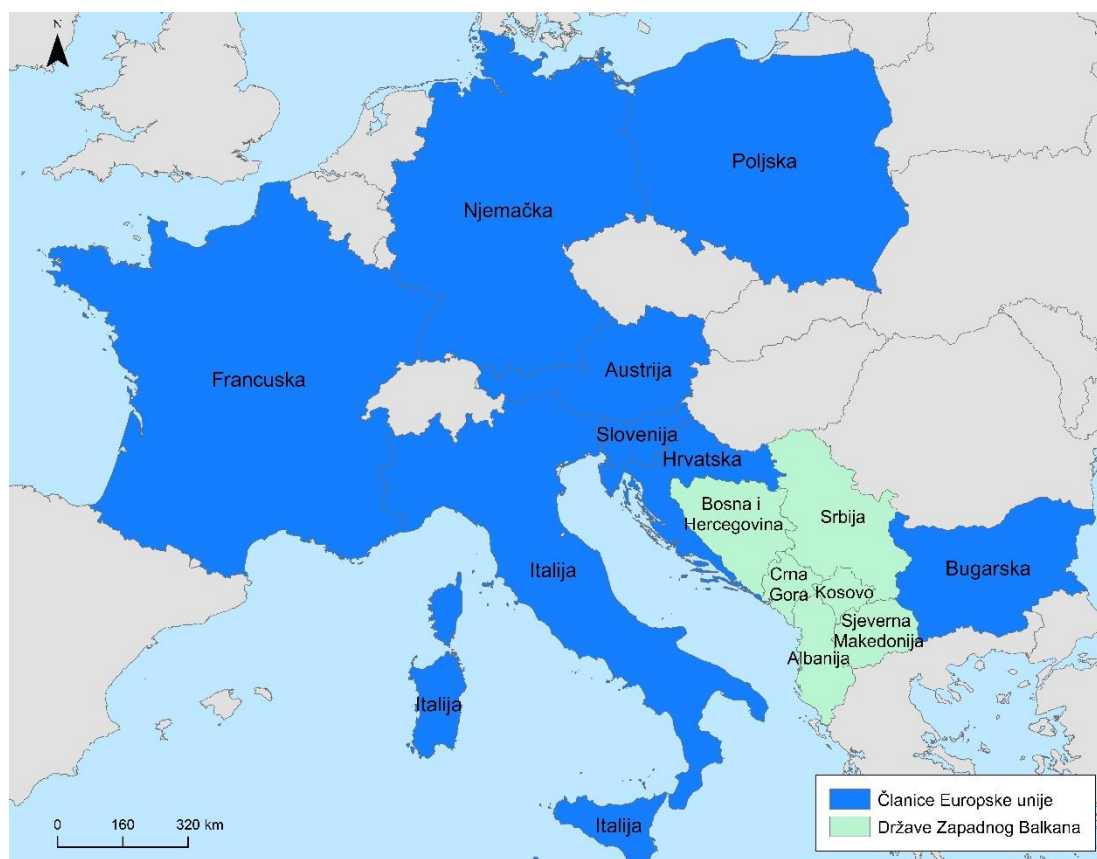 N
Poljska
Njemačka
Francuska
Austrija
Slovenija
Hrvatska
Bosna i
Hercegovina
Srbija
Italija
Crna
Gora
Kosovo
Bugarska
Sjeverna
Makedonija
Albanija
Italija
Italija
Članice Europske unije
Države Zapadnog Balkana
0 160 320 km